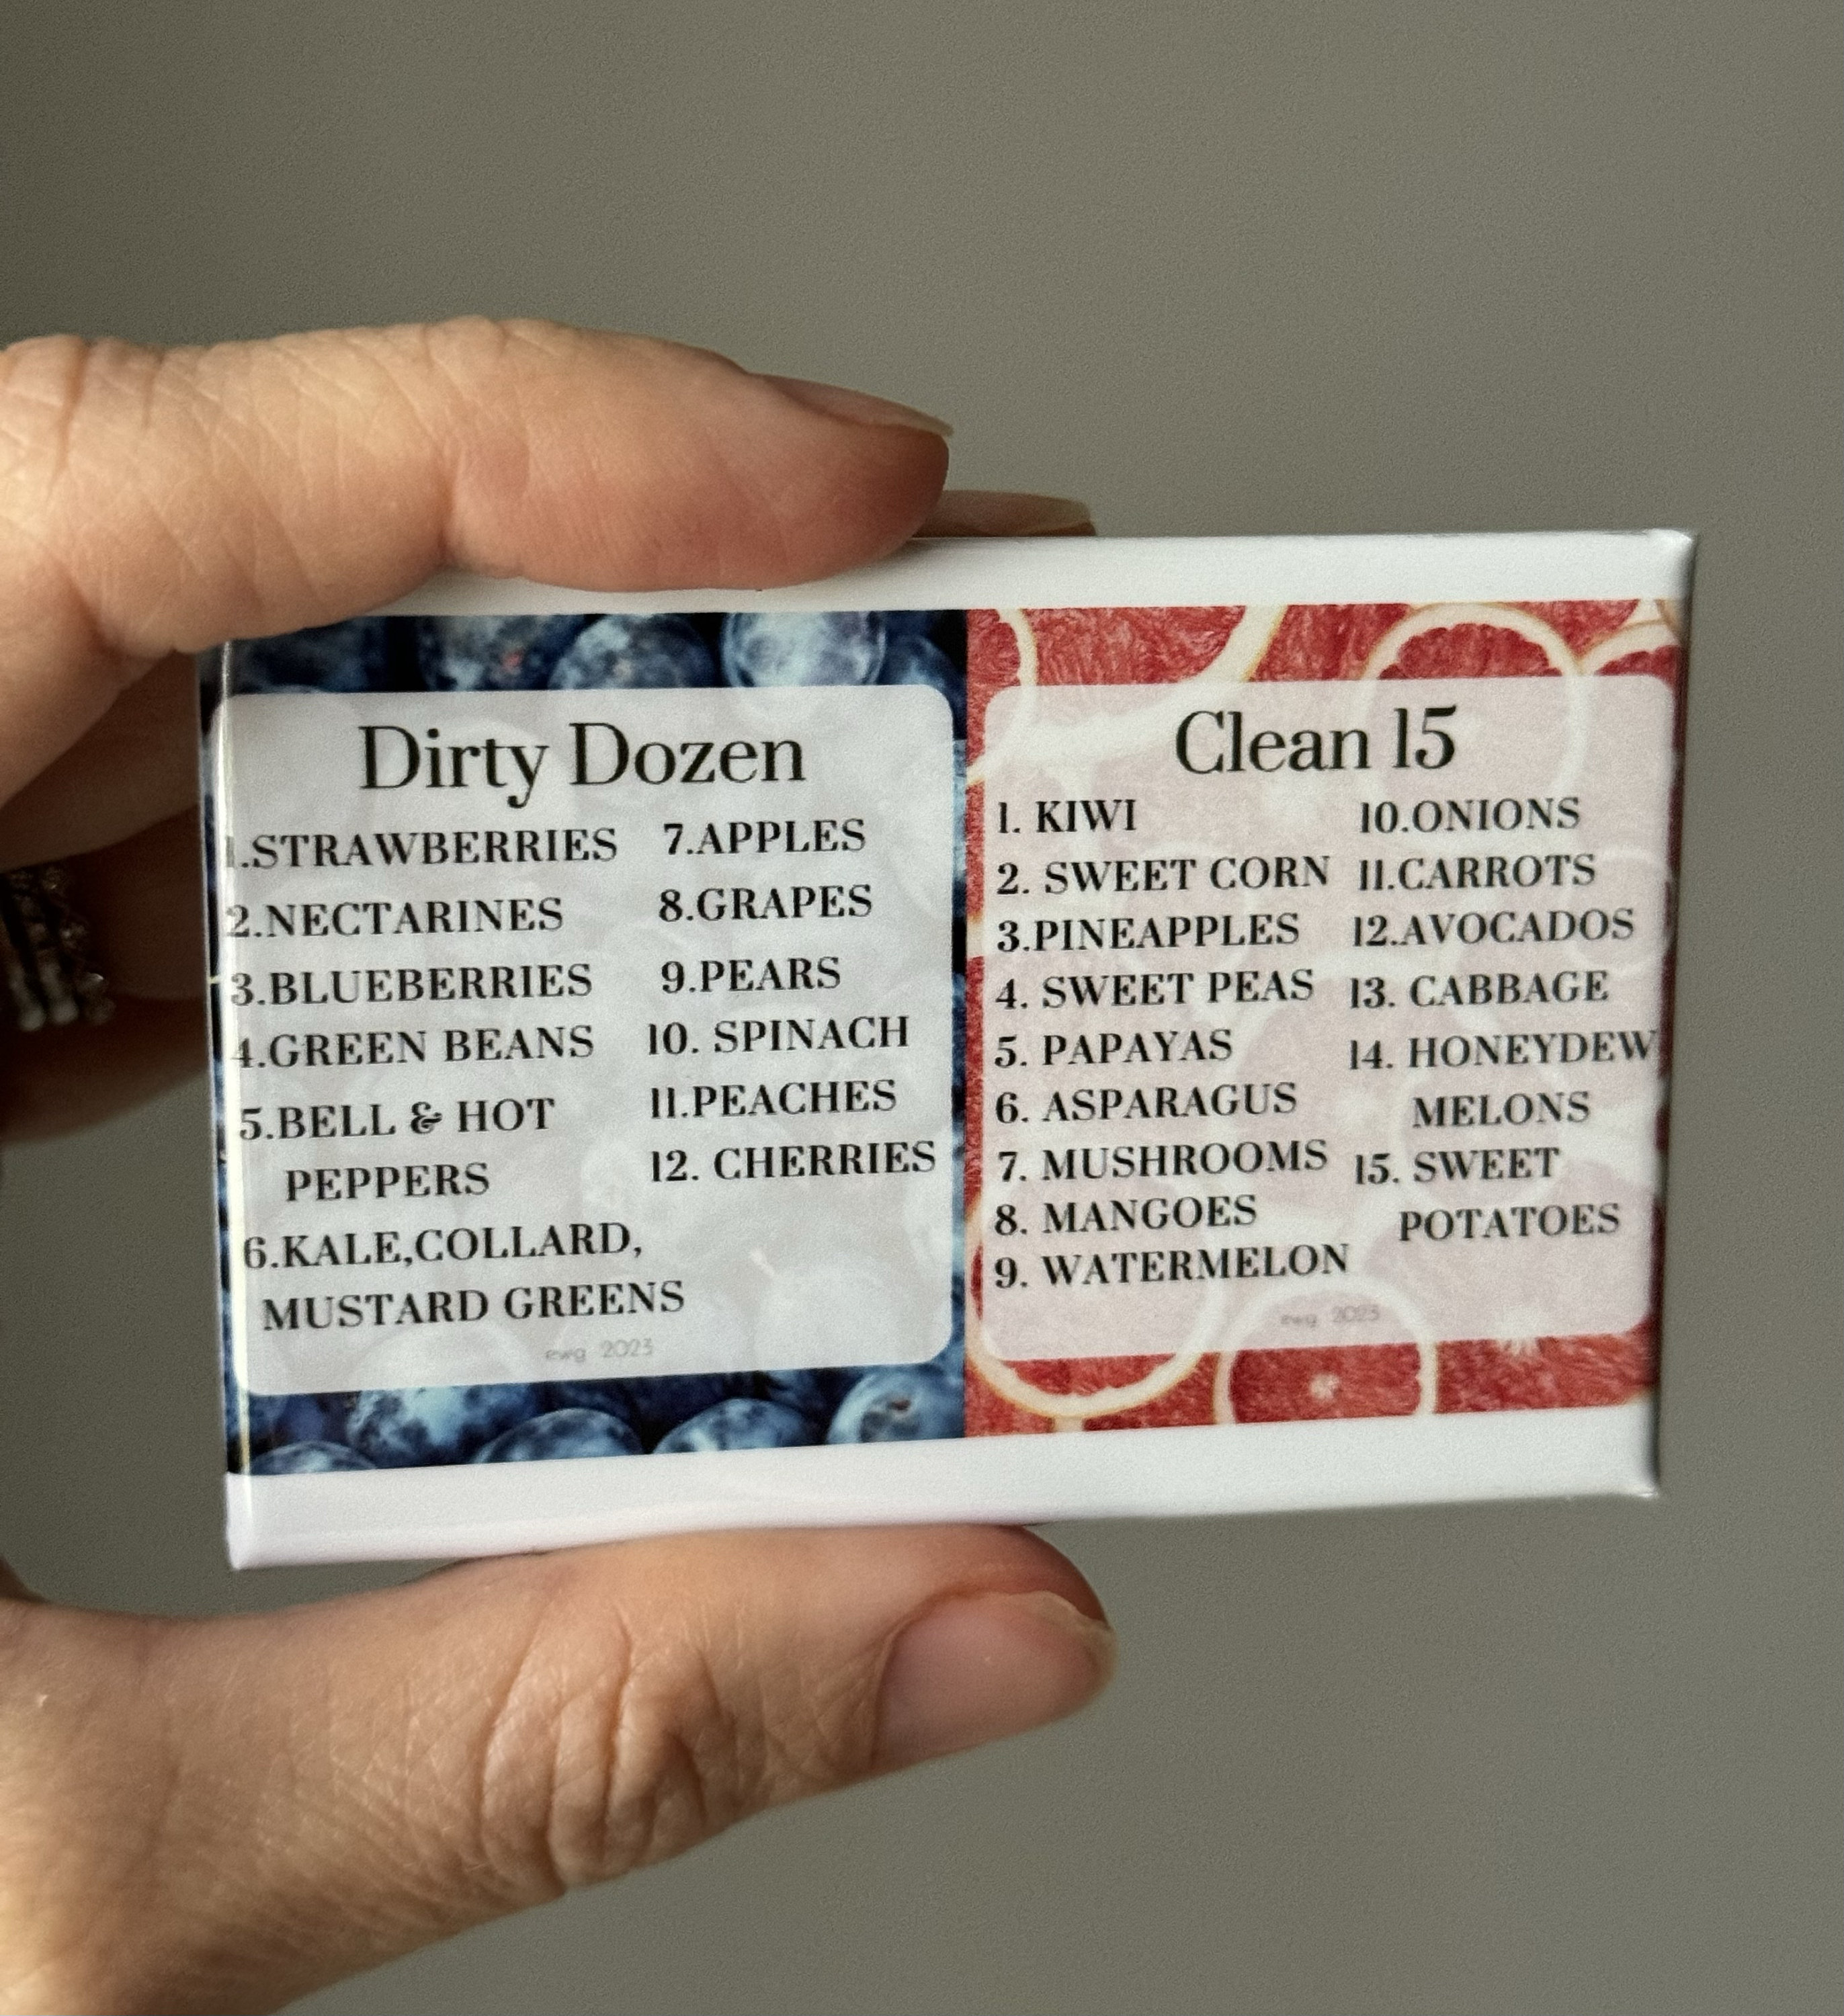 Dirty Dozen
1.STRAWBERRIES
2.NECTARINES
3.BLUEBERRIES
4.GREEN BEANS
5.BELL & HOT
PEPPERS
6.KALE,COLLARD,
MUSTARD GREENS
7.APPLES
8.GRAPES
9.PEARS
10. SPINACH
11.PEACHES
12. CHERRIES
ewg 2023
Clean 15
1. KIWI
2. SWEET CORN
3.PINEAPPLES
4. SWEET PEAS
5. PAPAYAS
6. ASPARAGUS
7. MUSHROOMS
8. MANGOES
9. WATERMELON
10.ONIONS
11.CARROTS
12.AVOCADOS
13. CABBAGE
14. HONEYDEW
MELONS
15. SWEET
POTATOES
ewg 2023